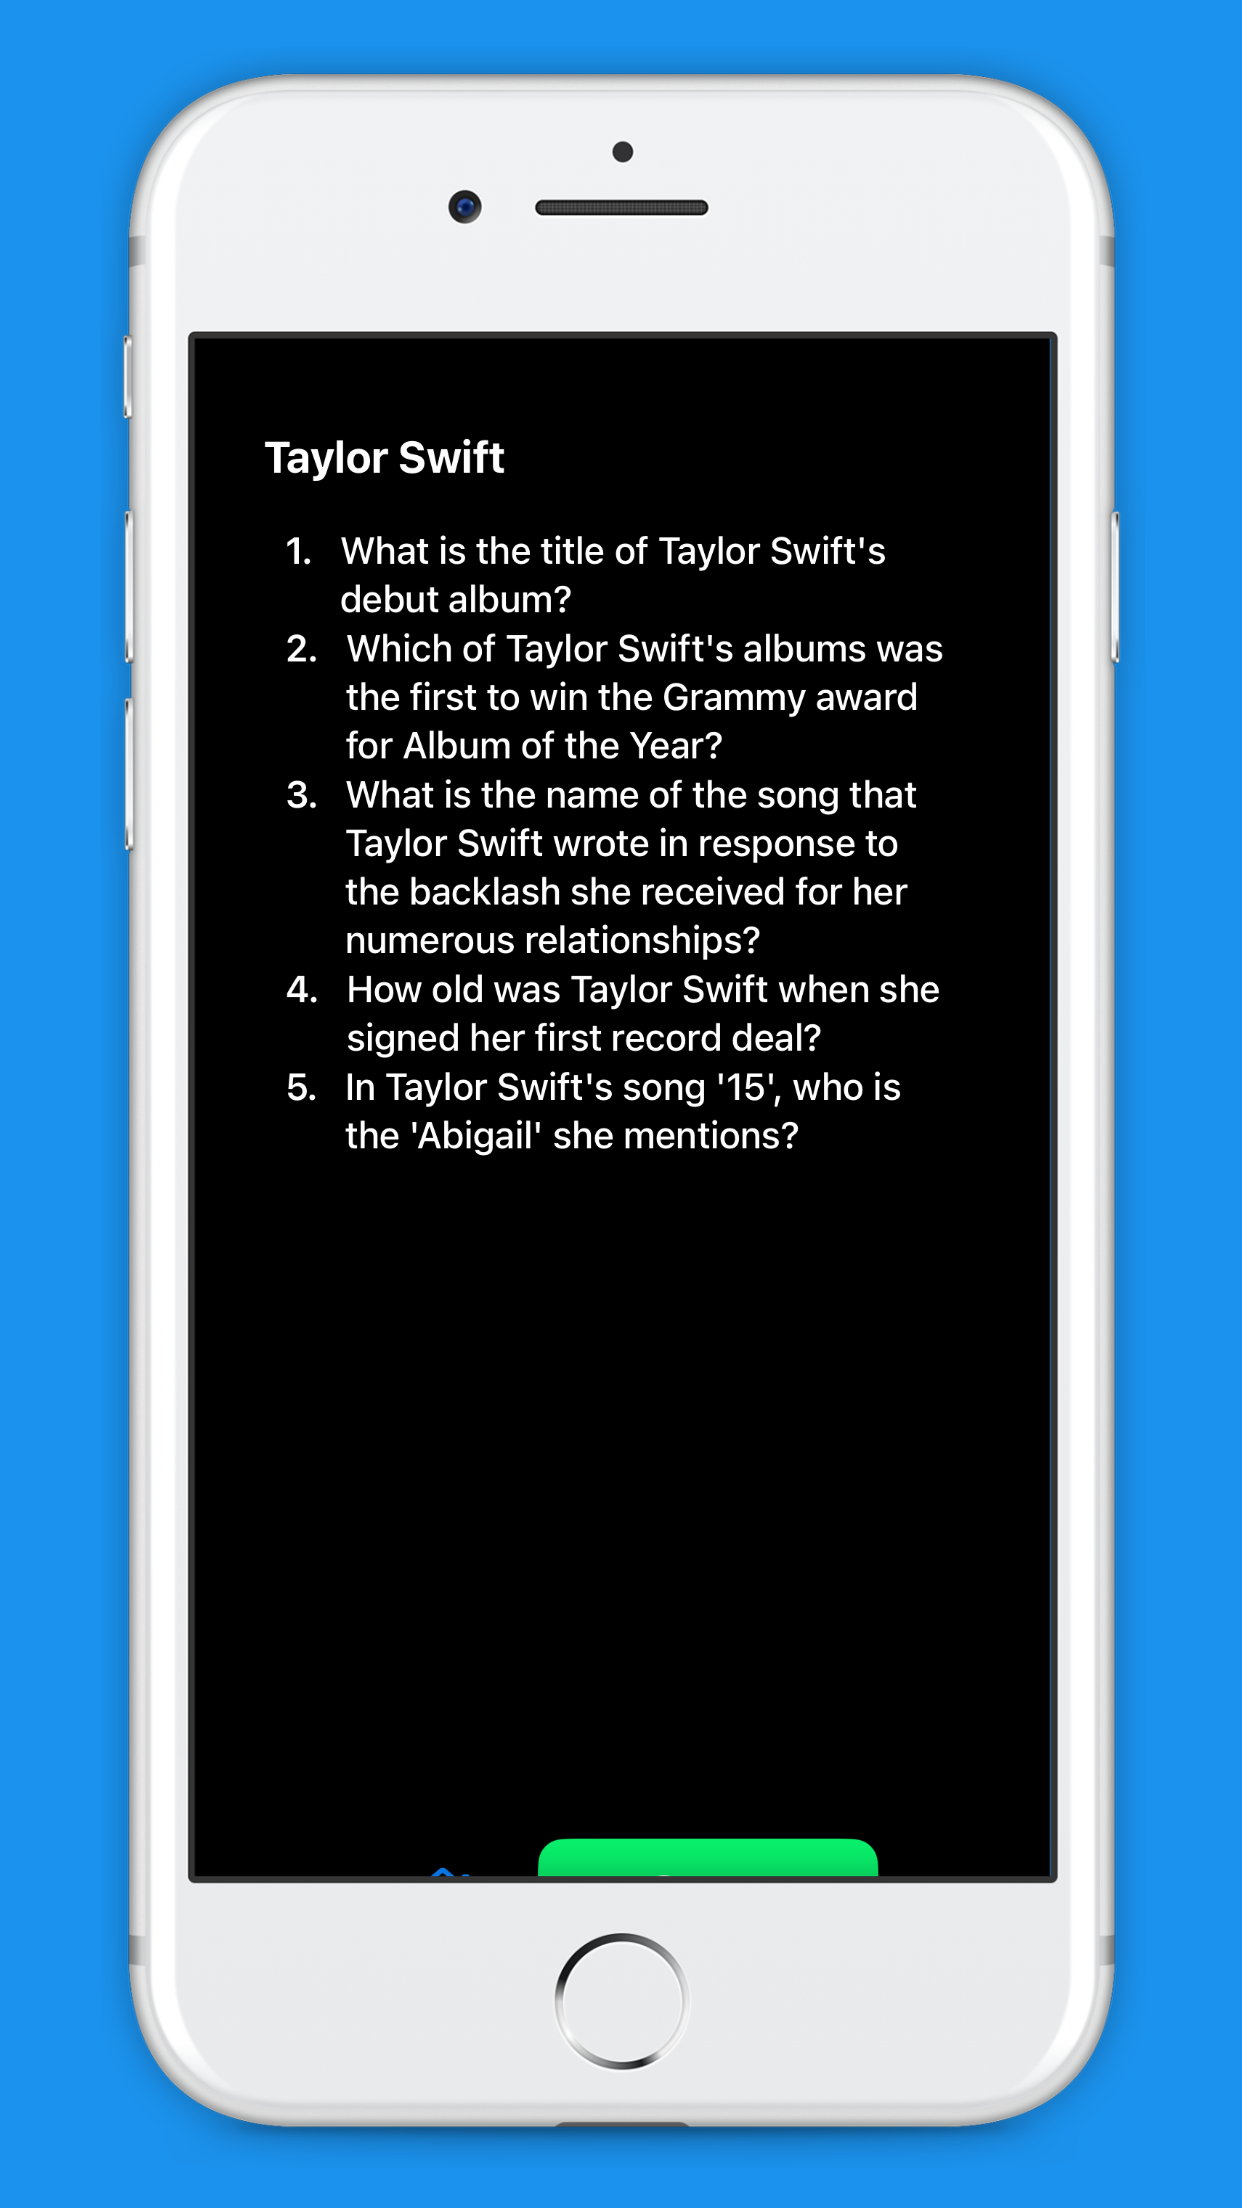 Taylor Swift
1. What is the title of Taylor Swift's
debut album?
2. Which of Taylor Swift's albums was
the first to win the Grammy award
for Album of the Year?
3. What is the name of the song that
Taylor Swift wrote in response to
the backlash she received for her
numerous relationships?
4. How old was Taylor Swift when she
signed her first record deal?
5. In Taylor Swift's song '15', who is
the 'Abigail' she mentions?